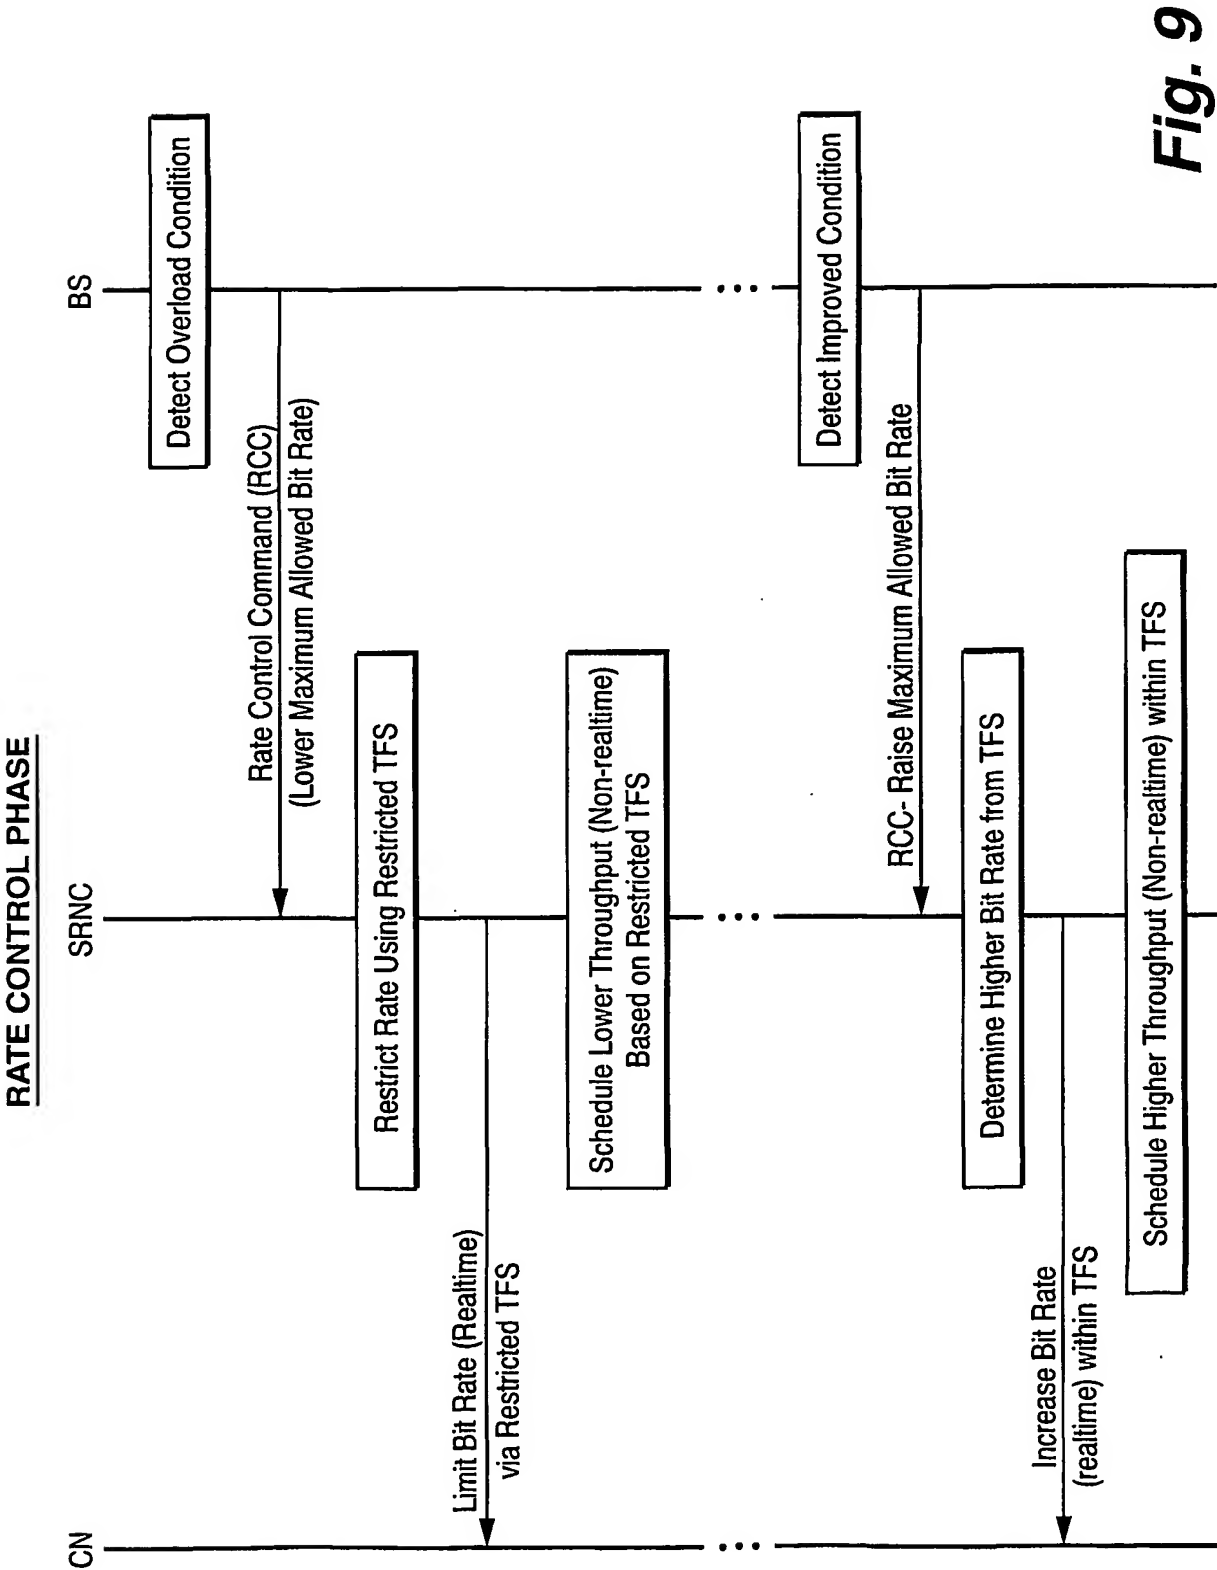 RATE CONTROL PHASE
CN
SRNC
BS
Detect Overload Condition
Rate Control Command (RCC)
(Lower Maximum Allowed Bit Rate)
Restrict Rate Using Restricted TFS
Limit Bit Rate (Realtime)
via Restricted TFS
Schedule Lower Throughput (Non-realtime)
Based on Restricted TFS
Detect Improved Condition
RCC- Raise Maximum Allowed Bit Rate
Determine Higher Bit Rate from TFS
Increase Bit Rate
(realtime) within TFS
Schedule Higher Throughput (Non-realtime) within TFS
Fig. 9